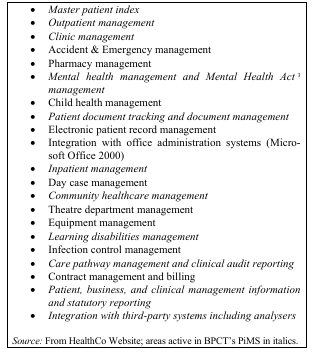 • Master patient index
• Outpatient management
• Clinic management
• Accident & Emergency management
• Pharmacy management
• Mental health management and Mental Health Act¹
management
• Child health management
• Patient document tracking and document management
• Electronic patient record management
• Integration with office administration systems (Micro-
soft Office 2000)
• Inpatient management
• Day case management
• Community healthcare management
• Theatre department management
• Equipment management
• Learning disabilities management
• Infection control management
• Care pathway management and clinical audit reporting
• Contract management and billing
• Patient, business, and clinical management information
and statutory reporting
• Integration with third-party systems including analysers
Source: From HealthCo Website; areas active in BPCT's PiMS in italics.